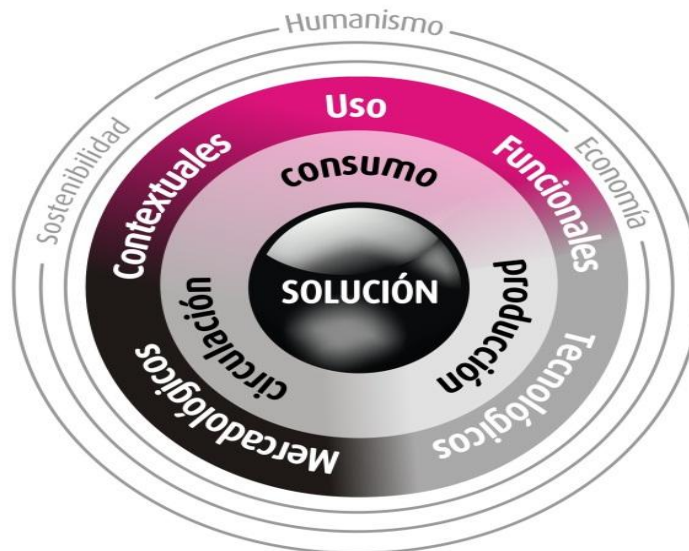 Humanismo
Sostenibilidad
Economía
Uso
Contextuales
Funcionales
consumo
SOLUCIÓN
circulación
producción
Mercadológicos
Tecnológicos